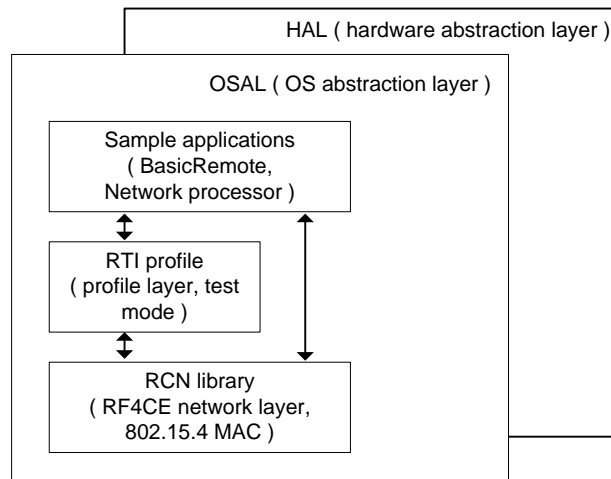 HAL ( hardware abstraction layer )
OSAL ( OS abstraction layer )
Sample applications
( BasicRemote,
Network processor )
RTI profile
( profile layer, test
mode )
RCN library
( RF4CE network layer,
802.15.4 MAC )